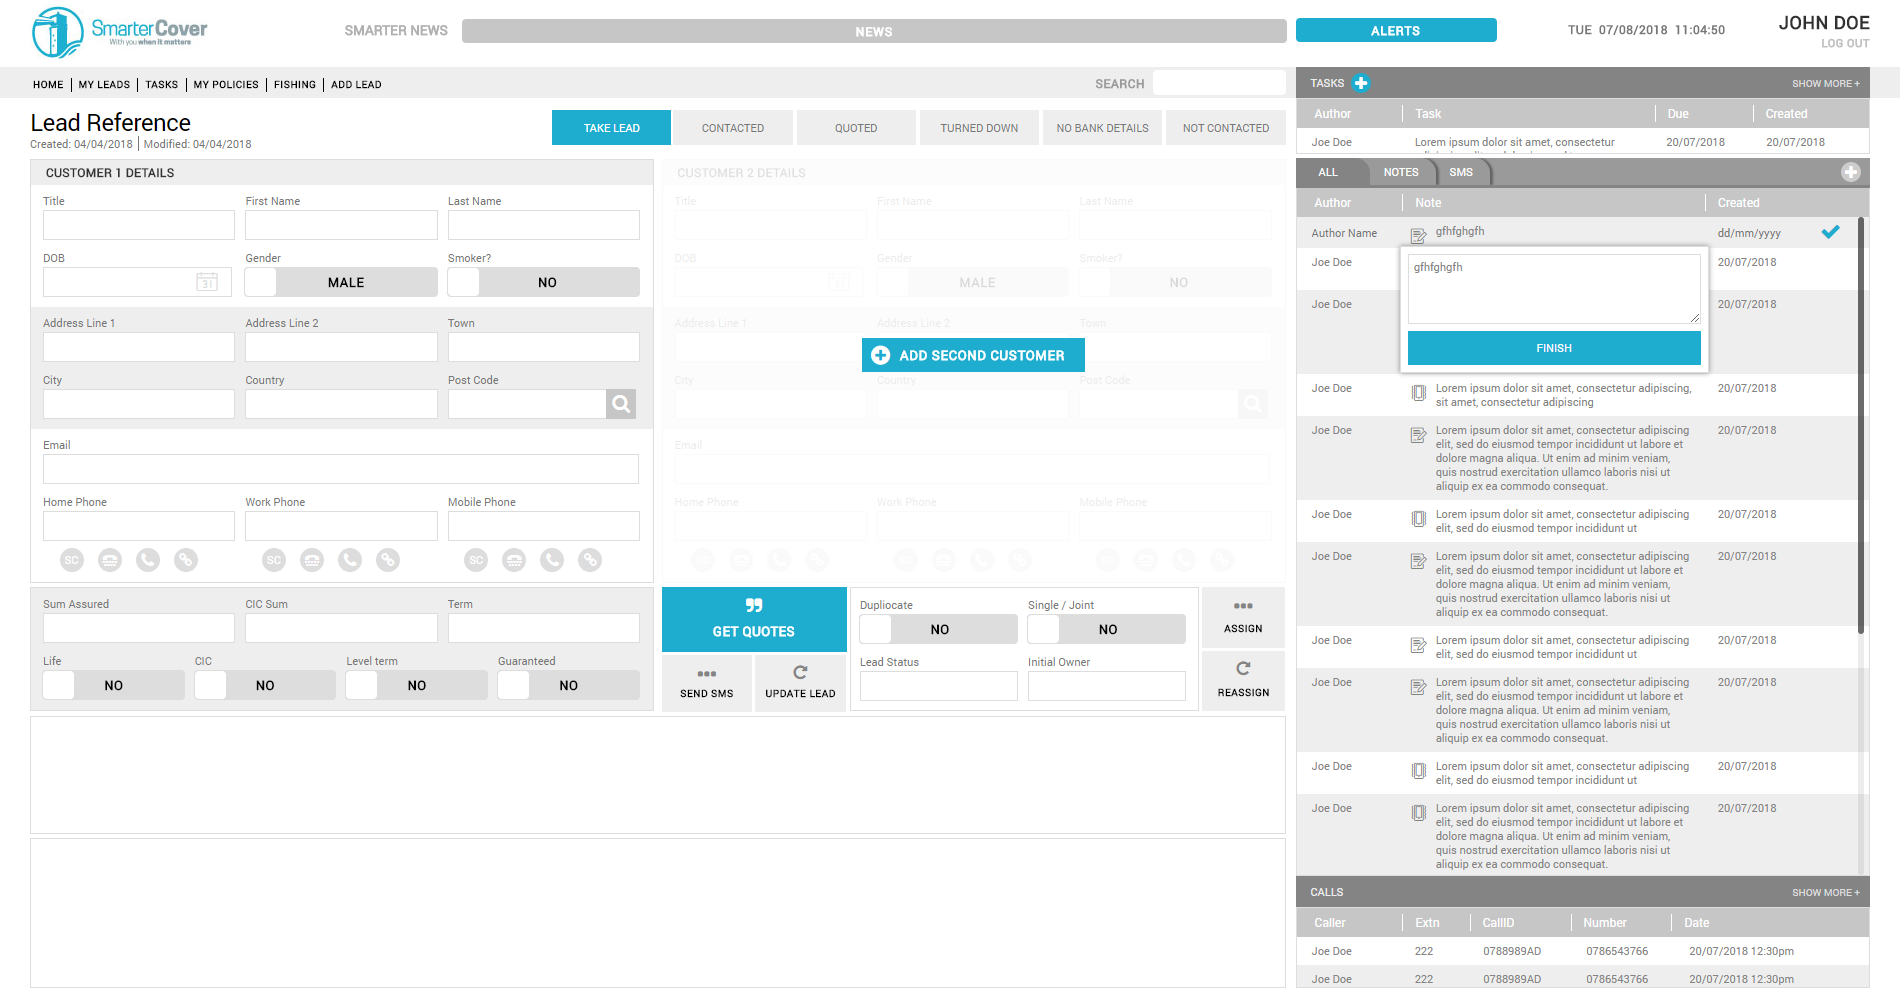 SmarterCover
With you when it matters
SMARTER NEWS
NEWS
ALERTS
TUE 07/08/2018 11:04:50
JOHN DOE
LOG OUT
HOME | MY LEADS | TASKS | MY POLICIES | FISHING | ADD LEAD
SEARCH
Lead Reference
Created: 04/04/2018 | Modified: 04/04/2018
TAKE LEAD CONTACTED QUOTED TURNED DOWN NO BANK DETAILS NOT CONTACTED
CUSTOMER 1 DETAILS
Title First Name Last Name
DOB Gender Smoker?
31 MALE NO
Address Line 1 Address Line 2 Town
City Country Post Code
Email
Home Phone Work Phone Mobile Phone
SC SC SC
CUSTOMER 2 DETAILS
Title First Name Last Name
DOB Gender Smoker?
31 MALE NO
Address Line 1 Address Line 2 Town
ADD SECOND CUSTOMER
City Country Post Code
Email
Home Phone Work Phone Mobile Phone
Sum Assured CIC Sum Term
Life CIC Level term Guaranteed
NO NO NO NO
GET QUOTES
SEND SMS UPDATE LEAD
Dupliocate Single / Joint
NO NO
Lead Status Initial Owner
ASSIGN
REASSIGN
TASKS SHOW MORE +
Author Task Due Created
Joe Doe Lorem ipsum dolor sit amet, consectetur 20/07/2018 20/07/2018
ALL NOTES SMS
Author Note Created
Author Name gfhfghgfh dd/mm/yyyy
Joe Doe 20/07/2018
gfhfghgfh
Joe Doe 20/07/2018
FINISH
Joe Doe Lorem ipsum dolor sit amet, consectetur adipiscing, 20/07/2018
sit amet, consectetur adipiscing
Joe Doe Lorem ipsum dolor sit amet, consectetur adipiscing 20/07/2018
elit, sed do eiusmod tempor incididunt ut labore et
dolore magna aliqua. Ut enim ad minim veniam,
quis nostrud exercitation ullamco laboris nisi ut
aliquip ex ea commodo consequat.
Joe Doe Lorem ipsum dolor sit amet, consectetur adipiscing 20/07/2018
elit, sed do eiusmod tempor incididunt ut
Joe Doe Lorem ipsum dolor sit amet, consectetur adipiscing 20/07/2018
elit, sed do eiusmod tempor incididunt ut labore et
dolore magna aliqua. Ut enim ad minim veniam,
quis nostrud exercitation ullamco laboris nisi ut
aliquip ex ea commodo consequat.
Joe Doe Lorem ipsum dolor sit amet, consectetur adipiscing 20/07/2018
elit, sed do eiusmod tempor incididunt ut
Joe Doe Lorem ipsum dolor sit amet, consectetur adipiscing 20/07/2018
elit, sed do eiusmod tempor incididunt ut labore et
dolore magna aliqua. Ut enim ad minim veniam,
quis nostrud exercitation ullamco laboris nisi ut
aliquip ex ea commodo consequat.
Joe Doe Lorem ipsum dolor sit amet, consectetur adipiscing 20/07/2018
elit, sed do eiusmod tempor incididunt ut
Joe Doe Lorem ipsum dolor sit amet, consectetur adipiscing 20/07/2018
elit, sed do eiusmod tempor incididunt ut labore et
dolore magna aliqua. Ut enim ad minim veniam,
quis nostrud exercitation ullamco laboris nisi ut
aliquip ex ea commodo consequat.
CALLS SHOW MORE +
Caller Extn CallID Number Date
Joe Doe 222 0788989AD 0786543766 20/07/2018 12:30pm
Joe Doe 222 0788989AD 0786543766 20/07/2018 12:30pm